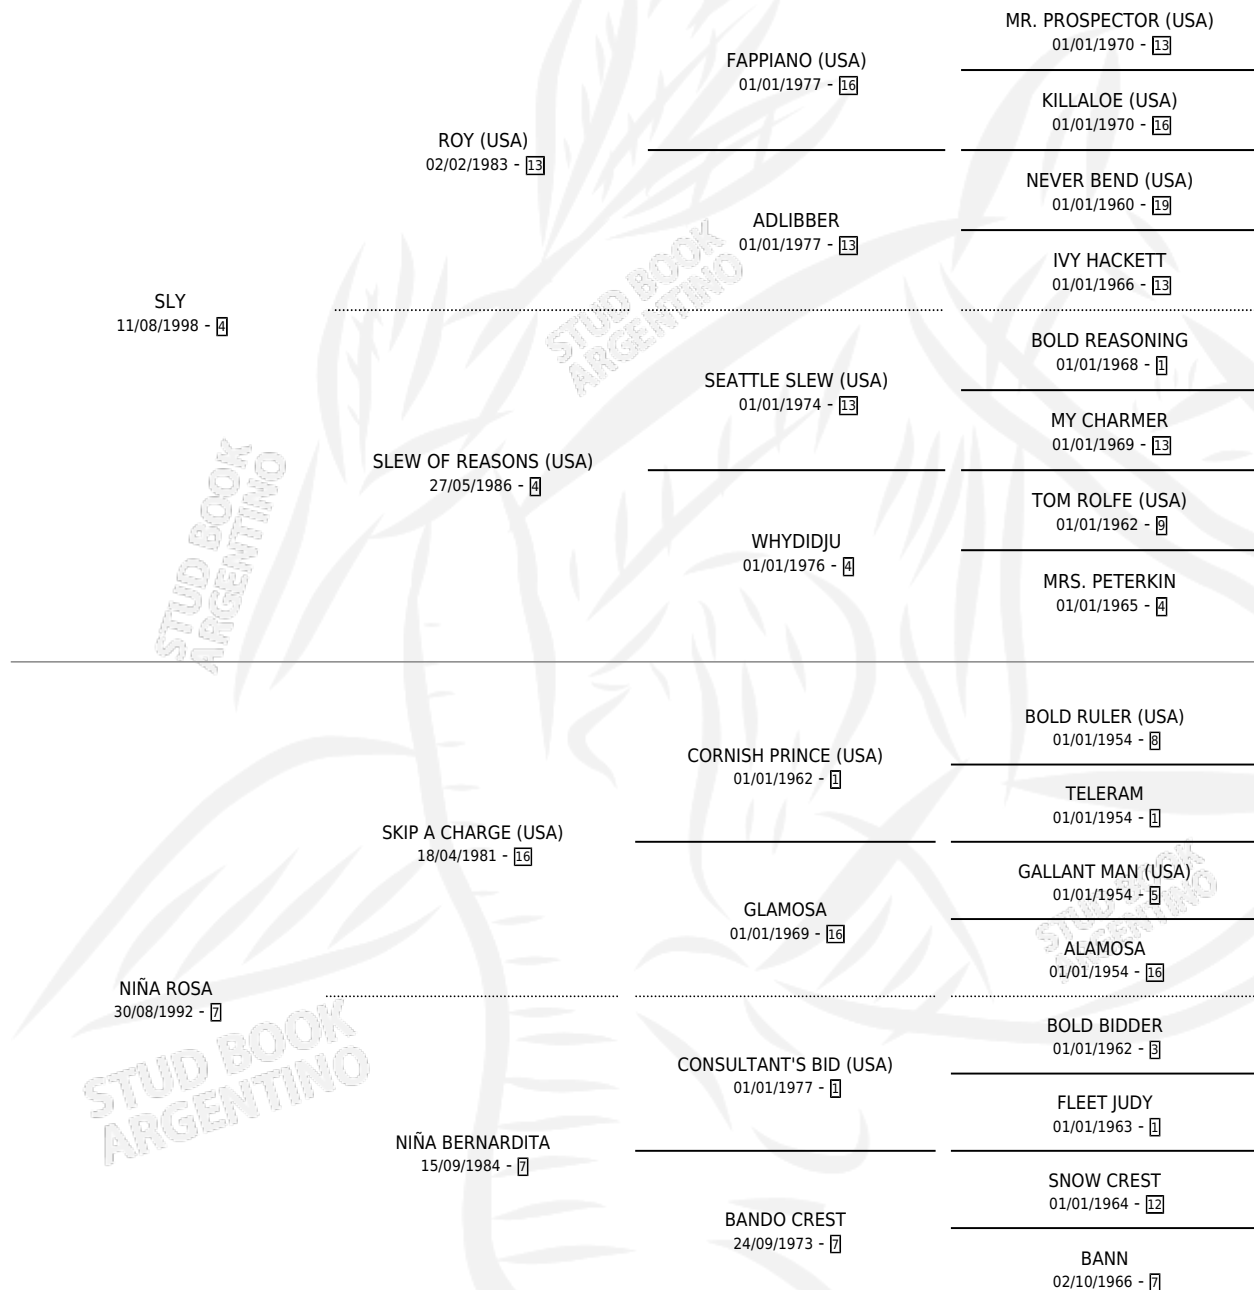 MR. PROSPECTOR (USA)
01/01/1970 - 13
FAPPIANO (USA)
01/01/1977 - 16
KILLALOE (USA)
01/01/1970 - 16
ROY (USA)
02/02/1983 - 13
NEVER BEND (USA)
01/01/1960 - 19
ADLIBBER
01/01/1977 - 13
IVY HACKETT
01/01/1966 - 13
SLY
11/08/1998 - 4
BOLD REASONING
01/01/1968 - 1
SEATTLE SLEW (USA)
01/01/1974 - 13
MY CHARMER
01/01/1969 - 13
SLEW OF REASONS (USA)
27/05/1986 - 4
TOM ROLFE (USA)
01/01/1962 - 9
WHYDIDJU
01/01/1976 - 4
MRS. PETERKIN
01/01/1965 - 4
BOLD RULER (USA)
01/01/1954 - 8
CORNISH PRINCE (USA)
01/01/1962 - 1
TELERAM
01/01/1954 - 1
SKIP A CHARGE (USA)
18/04/1981 - 16
GALLANT MAN (USA)
01/01/1954 - 5
GLAMOSA
01/01/1969 - 16
ALAMOSA
01/01/1954 - 16
NIÑA ROSA
30/08/1992 - 7
BOLD BIDDER
01/01/1962 - 3
CONSULTANT'S BID (USA)
01/01/1977 - 1
FLEET JUDY
01/01/1963 - 1
NIÑA BERNARDITA
15/09/1984 - 7
SNOW CREST
01/01/1964 - 12
BANDO CREST
24/09/1973 - 7
BANN
02/10/1966 - 7
STUD BOOK
ARGENTINO
STUD BOOK
ARGENTINO
STUD BOOK
ARGENTINO
STUD BOOK
ARGENTINO